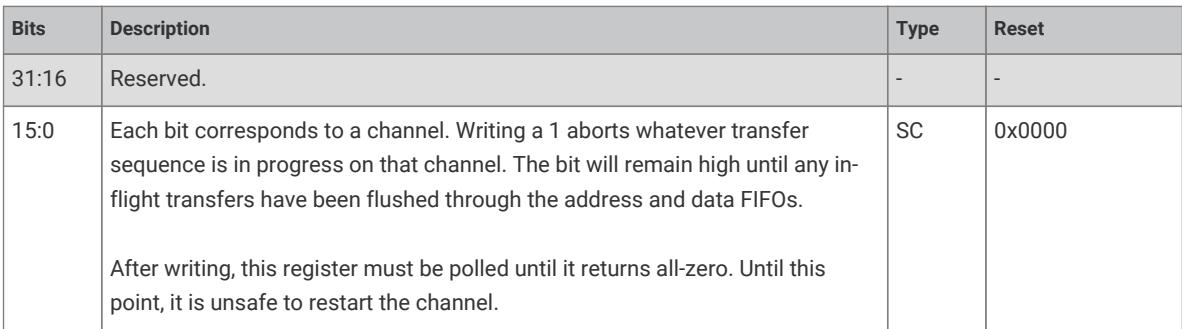 Bits Description Type Reset
31:16 Reserved. - -
15:0 Each bit corresponds to a channel. Writing a 1 aborts whatever transfer SC 0x0000
sequence is in progress on that channel. The bit will remain high until any in-
flight transfers have been flushed through the address and data FIFOs.
After writing, this register must be polled until it returns all-zero. Until this
point, it is unsafe to restart the channel.